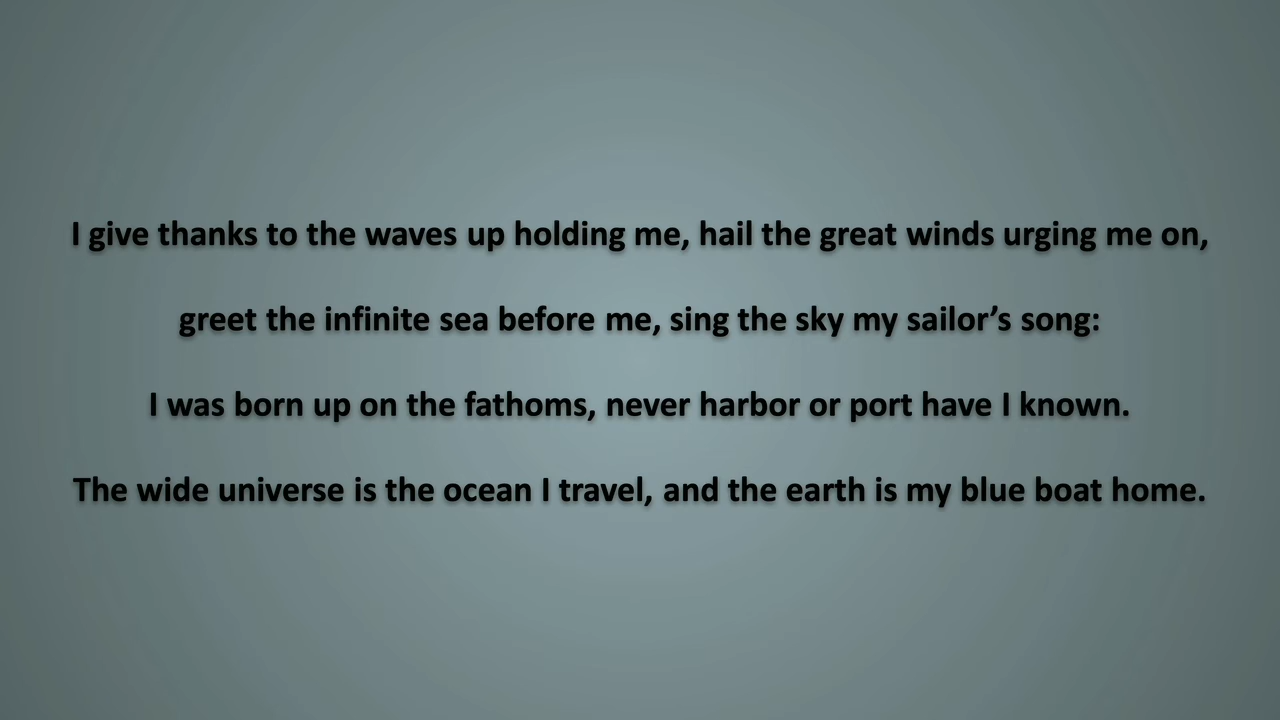 I give thanks to the waves up holding me, hail the great winds urging me on,
greet the infinite sea before me, sing the sky my sailor’s song:
I was born up on the fathoms, never harbor or port have I known.
The wide universe is the ocean I travel, and the earth is my blue boat home.